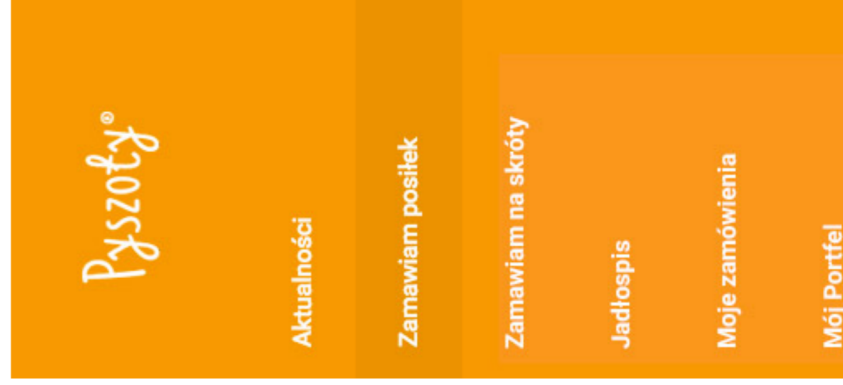 Pyszoty®
Aktualności
Zamawiam posiłek
Zamawiam na skróty
Jadłospis
Moje zamówienia
Mój Portfel